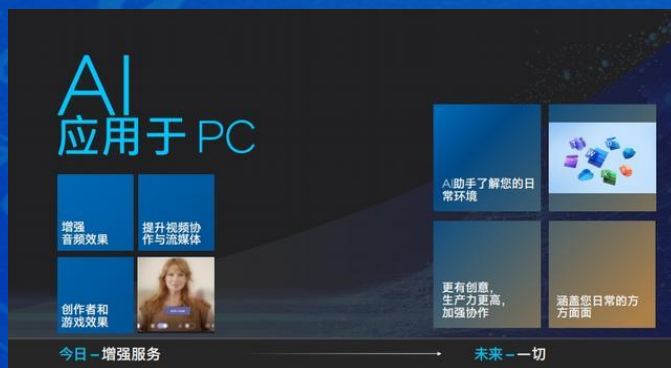 AI
应用于 PC
增强
音频效果
提升视频协
作与流媒体
创作者和
游戏效果
AI助手了解您的日
常环境
更有创意，
生产力更高，
加强协作
涵盖您日常的方
方面面
今日 – 增强服务
未来 – 一切